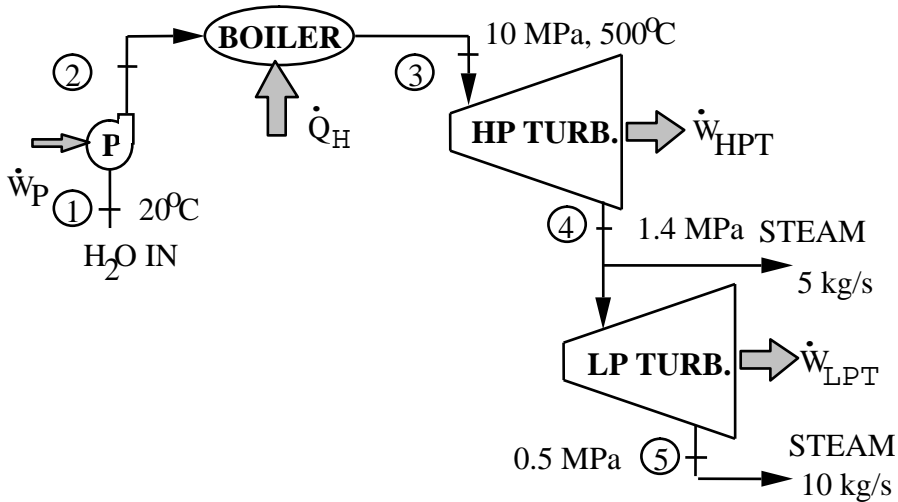 BOILER
10 MPa, 500°C
2
3
P
Q̇H
HP TURB.
ẆHPT
ẆP
1
20°C
H2O IN
4
1.4 MPa STEAM
5 kg/s
LP TURB.
ẆLPT
0.5 MPa
5
STEAM
10 kg/s